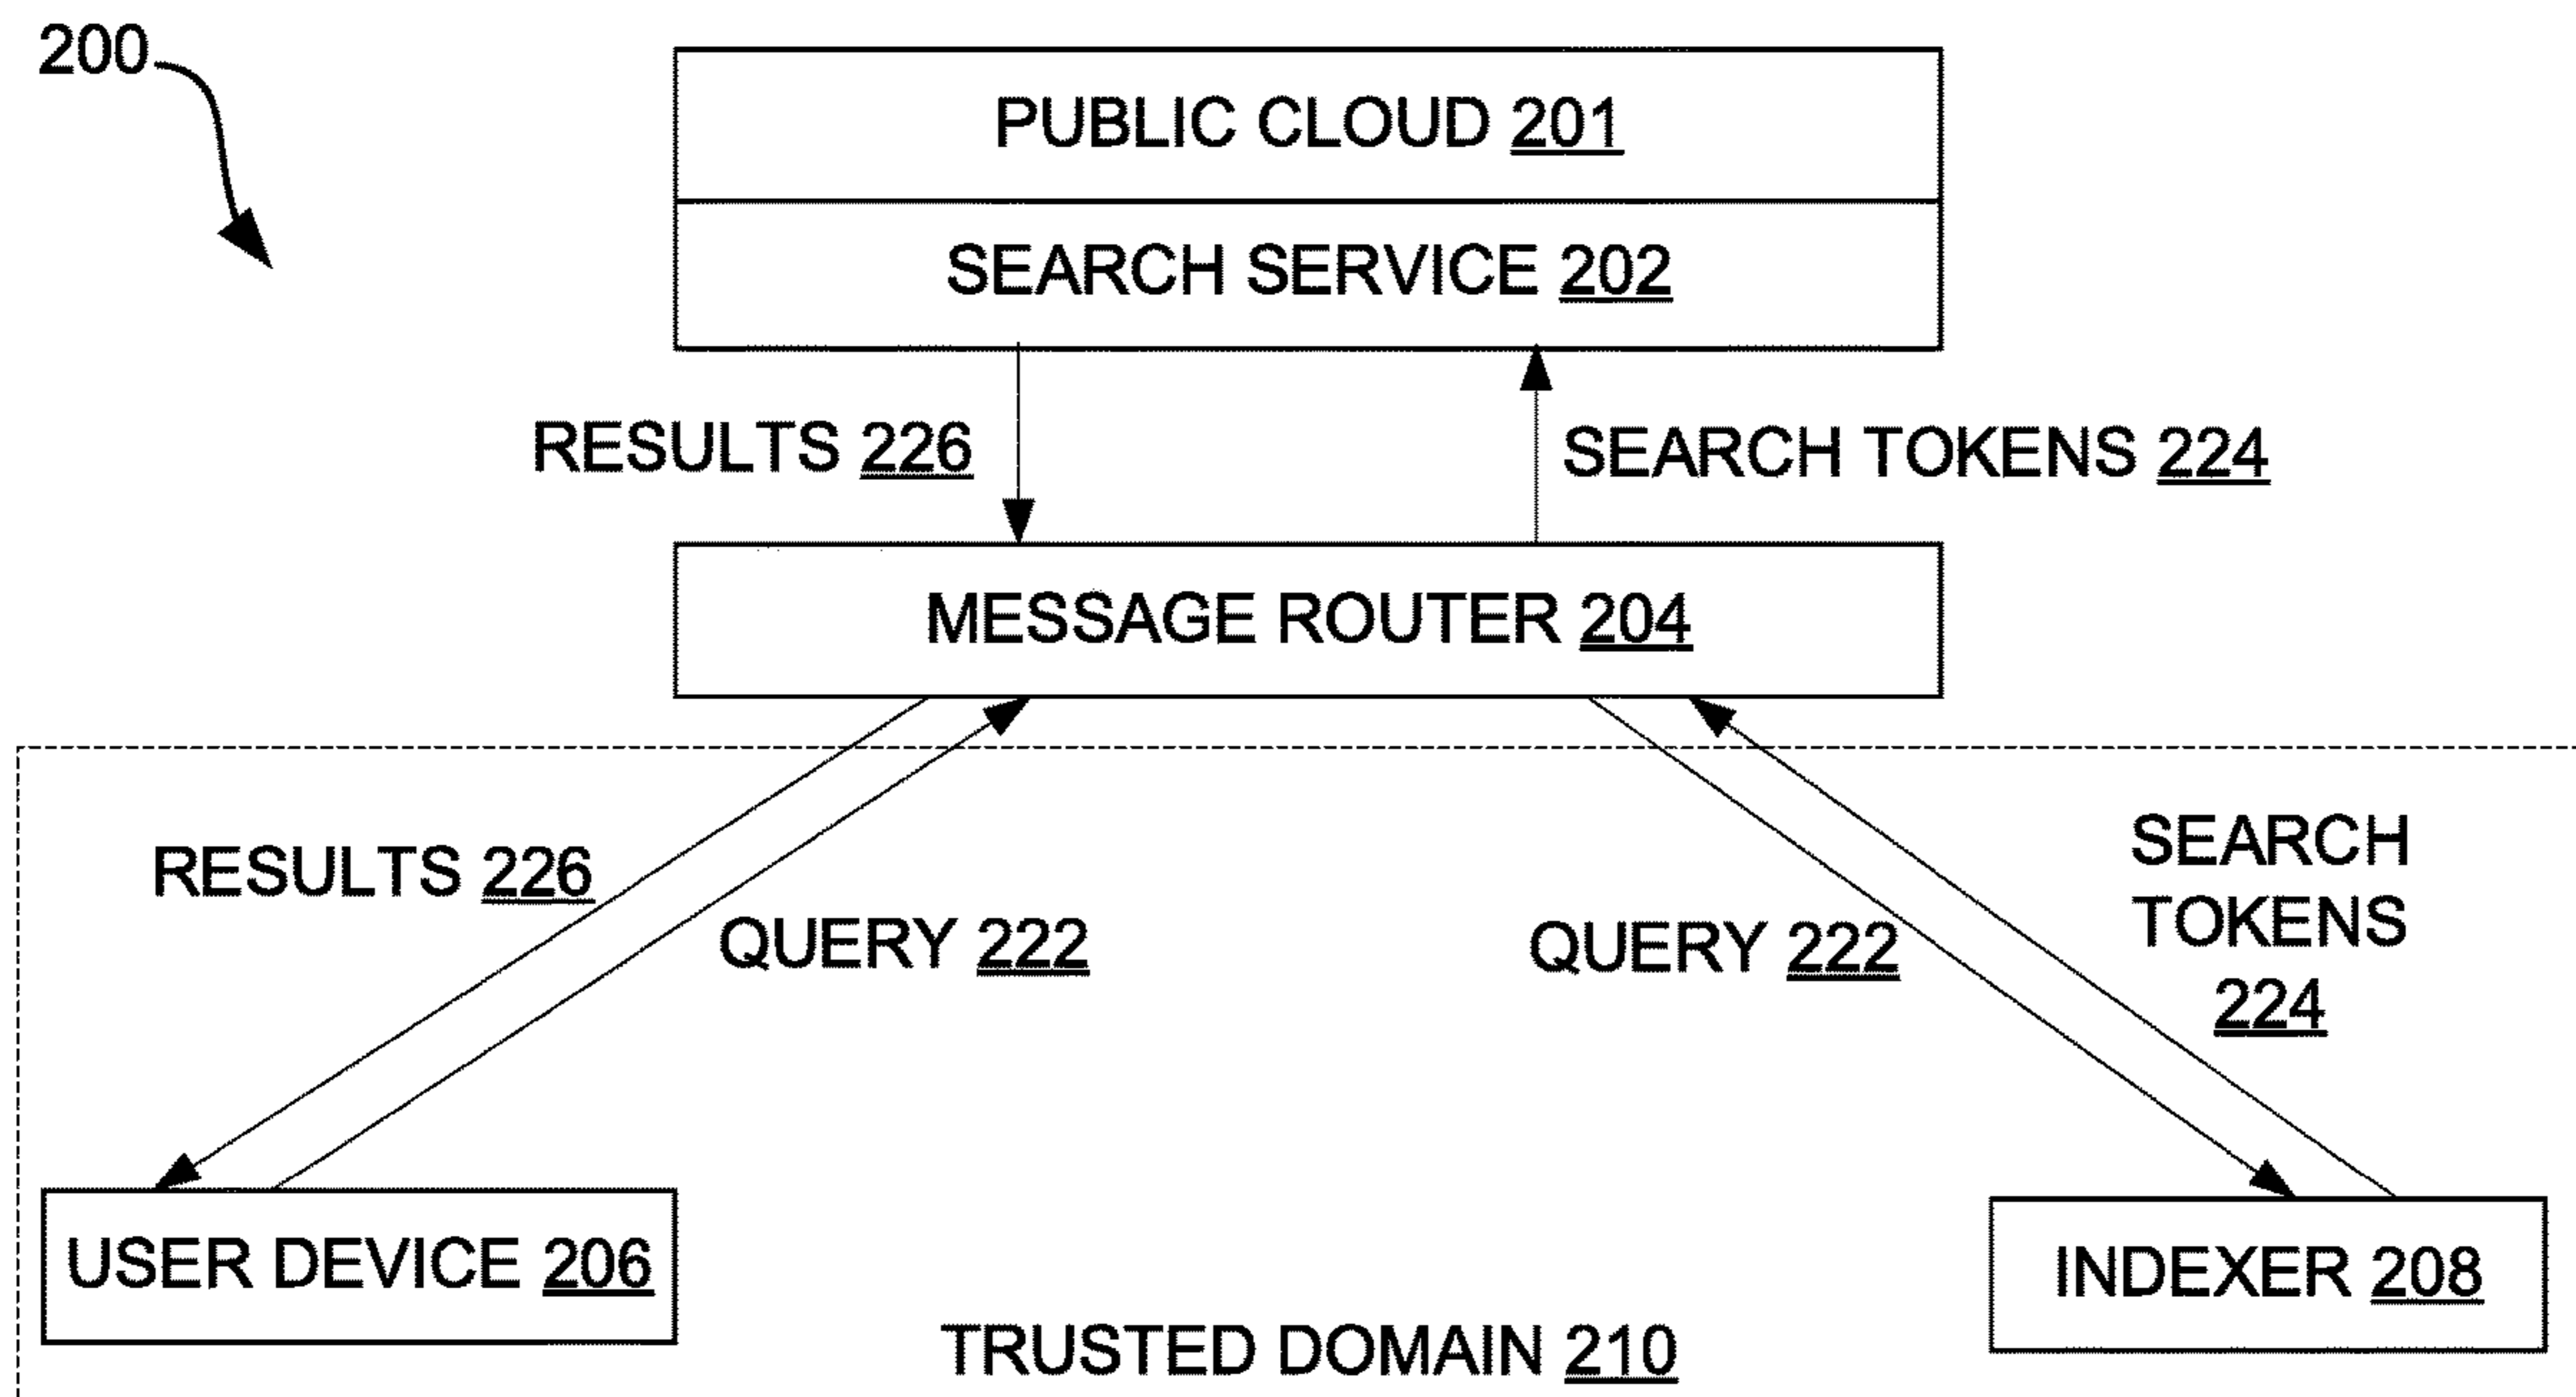 200
PUBLIC CLOUD 201
SEARCH SERVICE 202
RESULTS 226
SEARCH TOKENS 224
MESSAGE ROUTER 204
RESULTS 226
QUERY 222
QUERY 222
SEARCH
TOKENS
224
USER DEVICE 206
INDEXER 208
TRUSTED DOMAIN 210